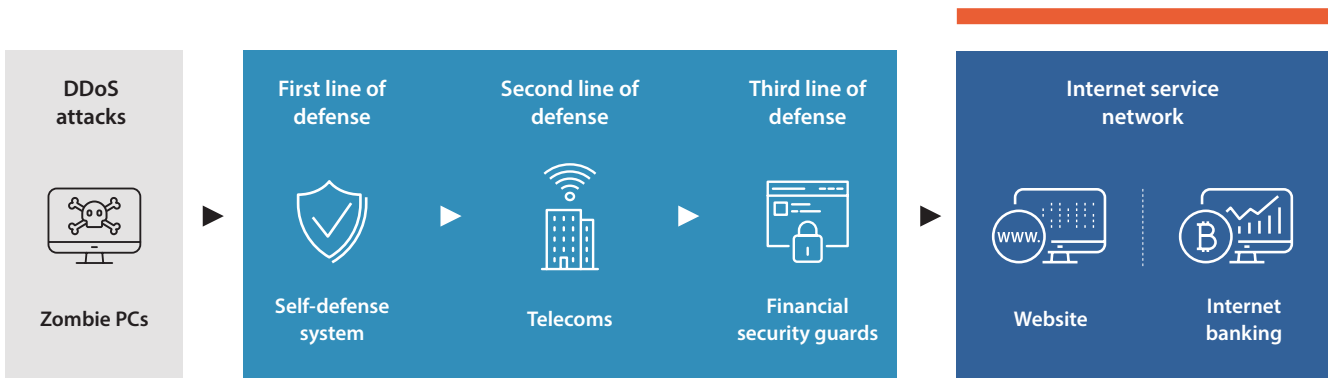 DDoS
attacks
Zombie PCs
First line of
defense
Self-defense
system
Second line of
defense
Telecoms
Third line of
defense
Financial
security guards
Internet service
network
www.
Website
B
Internet
banking